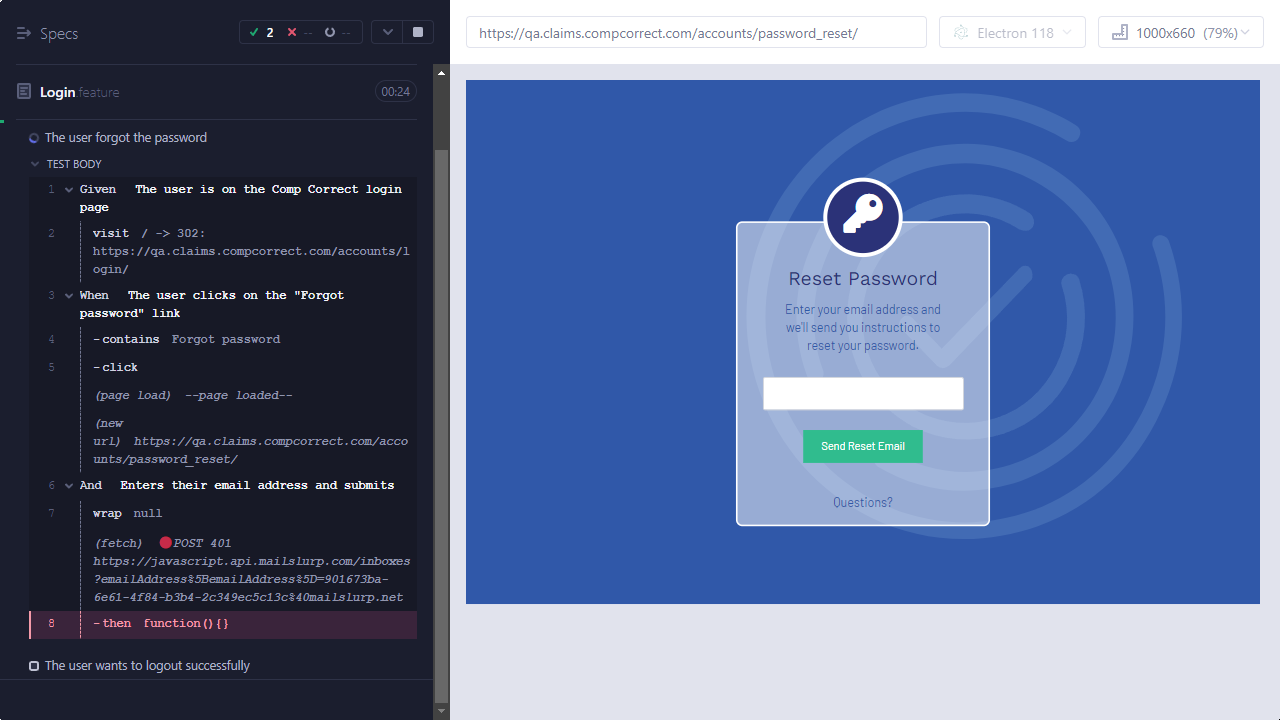 Specs
2
--
--
Login.feature
00:24
The user forgot the password
TEST BODY
1 Given The user is on the Comp Correct login
page
2 visit / -> 302:
https://qa.claims.compcorrect.com/accounts/l
ogin/
3 When The user clicks on the "Forgot
password" link
4 -contains Forgot password
5 -click
(page load) --page loaded--
(new
url) https://qa.claims.compcorrect.com/acco
unts/password_reset/
6 And Enters their email address and submits
7 wrap null
(fetch) POST 401
https://javascript.api.mailslurp.com/inboxes
?emailAddress%5BemailAddress%5D=901673ba-
6e61-4f84-b3b4-2c349ec5c13c%40mailslurp.net
8 -then function(){}
The user wants to logout successfully
https://qa.claims.compcorrect.com/accounts/password_reset/
Electron 118
1000x660 (79%)
Reset Password
Enter your email address and
we'll send you instructions to
reset your password.
Send Reset Email
Questions?